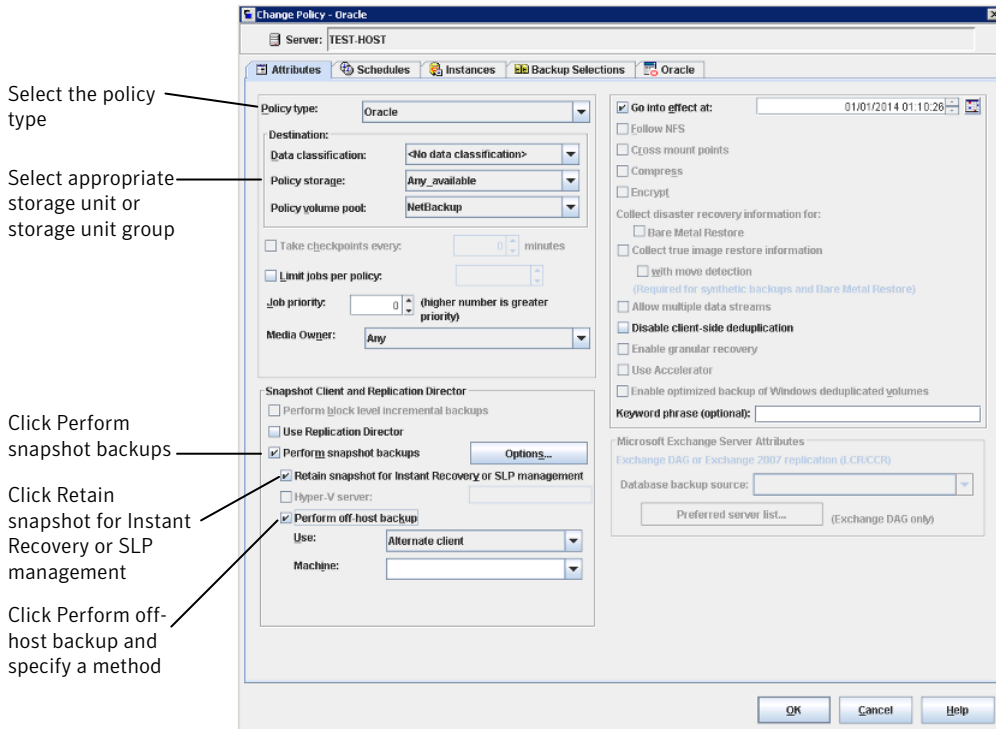 Change Policy - Oracle
Server: TEST-HOST
Attributes
Schedules
Instances
Backup Selections
Oracle
Select the policy
type
Policy type:
Oracle
Destination:
Data classification:
<No data classification>
Select appropriate
storage unit or
storage unit group
Policy storage:
Any_available
Policy volume pool:
NetBackup
Take checkpoints every:
0
minutes
Limit jobs per policy:
Job priority:
0
(higher number is greater
priority)
Media Owner:
Any
Snapshot Client and Replication Director
Perform block level incremental backups
Use Replication Director
Click Perform
snapshot backups
Perform snapshot backups
Options...
Click Retain
snapshot for Instant
Recovery or SLP
management
Retain snapshot for Instant Recovery or SLP management
Hyper-V server:
Click Perform off-
host backup and
specify a method
Perform off-host backup
Use:
Alternate client
Machine:
Go into effect at:
01/01/2014 01:10:26
Follow NFS
Cross mount points
Compress
Encrypt
Collect disaster recovery information for:
Bare Metal Restore
Collect true image restore information
with move detection
(Required for synthetic backups and Bare Metal Restore)
Allow multiple data streams
Disable client-side deduplication
Enable granular recovery
Use Accelerator
Enable optimized backup of Windows deduplicated volumes
Keyword phrase (optional):
Microsoft Exchange Server Attributes
Exchange DAG or Exchange 2007 replication (LCR/CCR)
Database backup source:
Preferred server list...
(Exchange DAG only)
OK
Cancel
Help